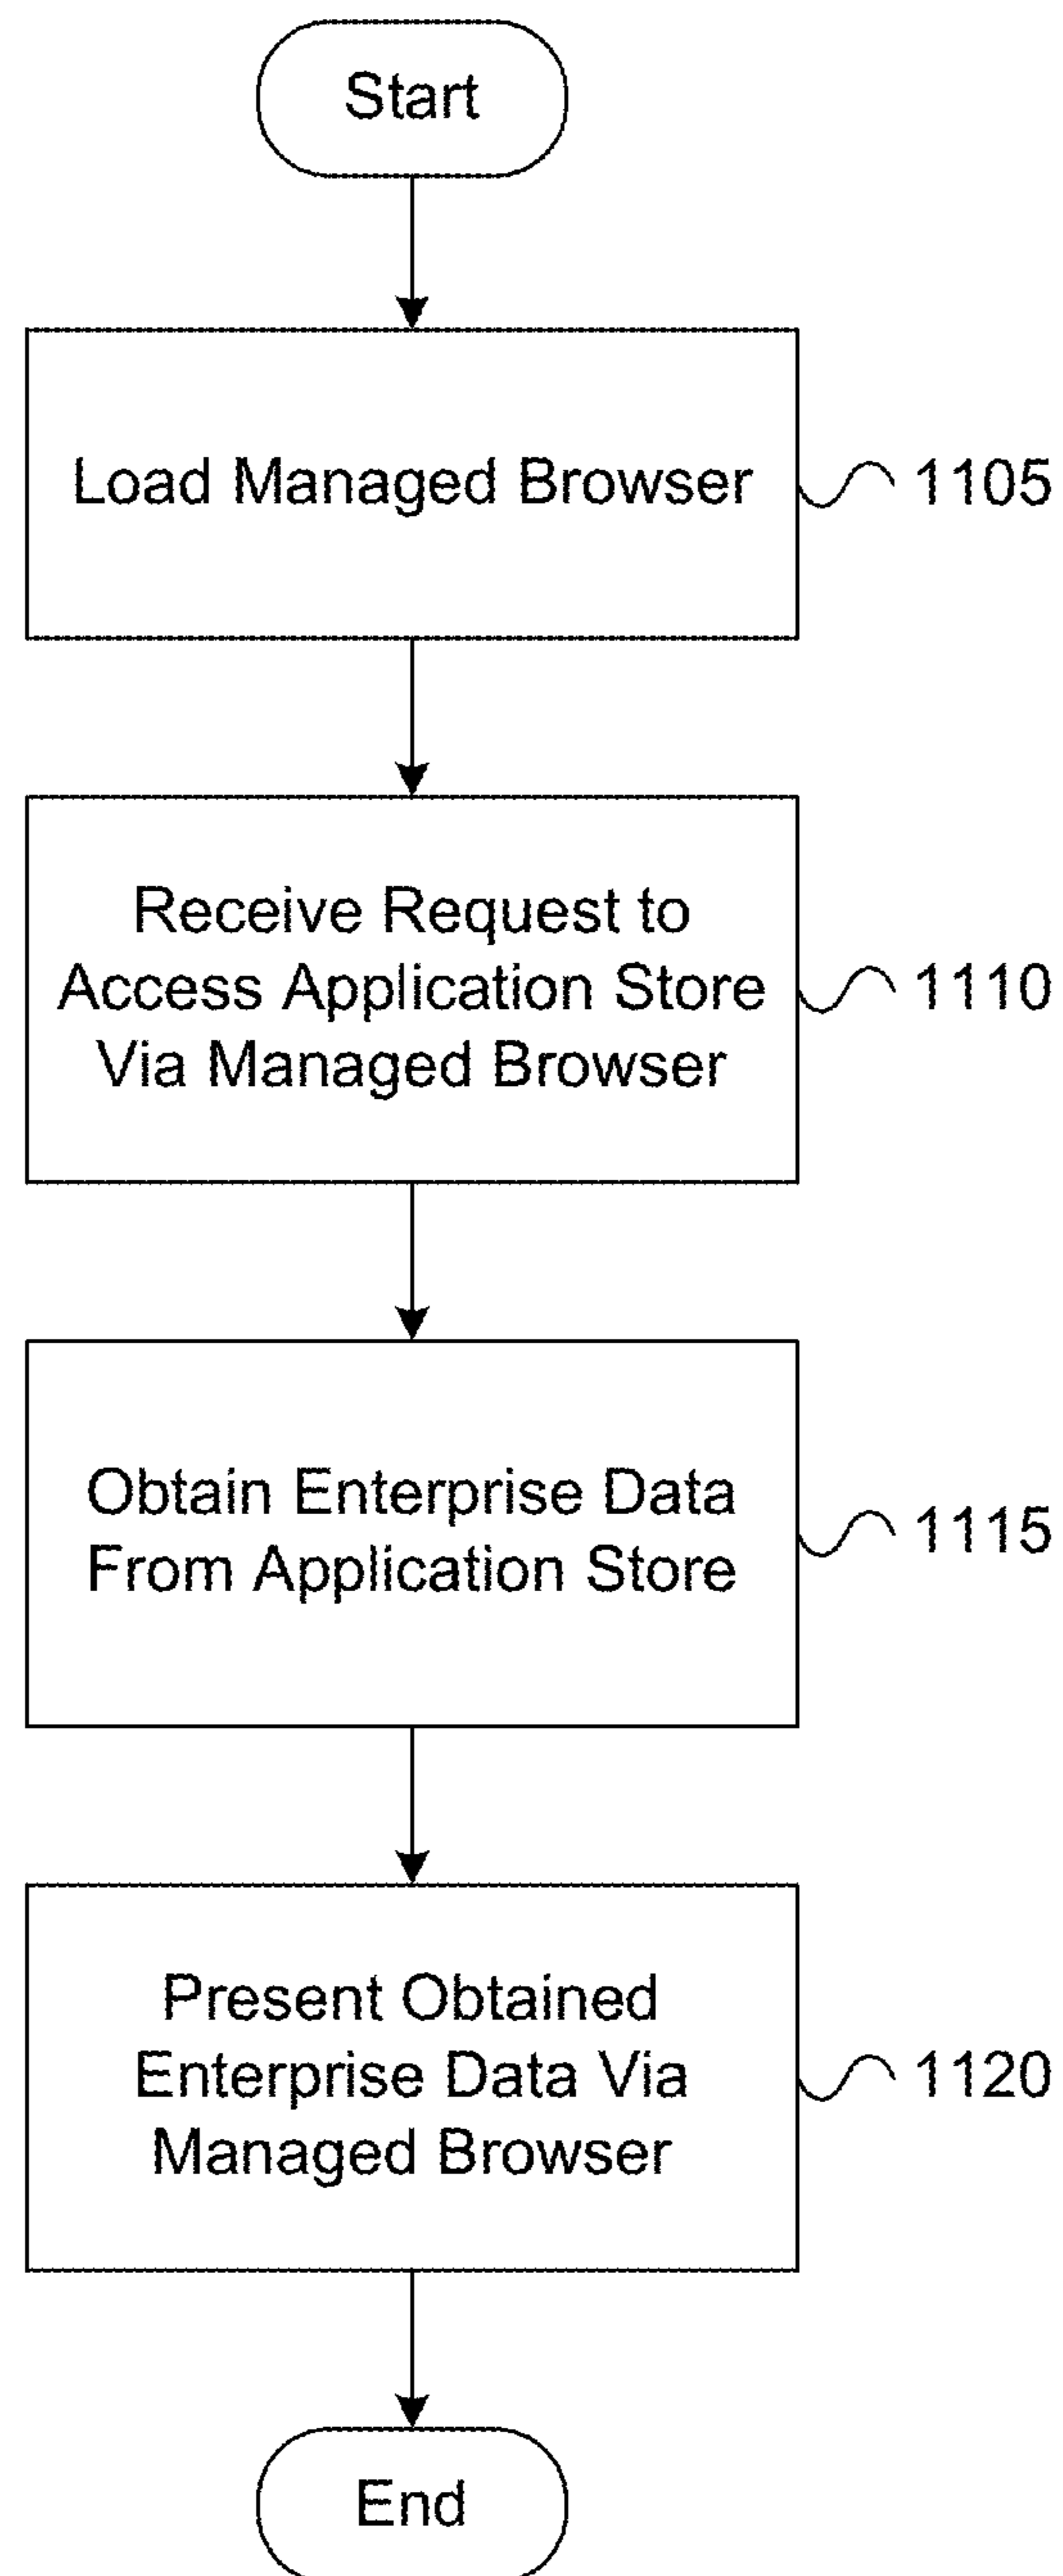 Start
Load Managed Browser
1105
Receive Request to
Access Application Store
Via Managed Browser
1110
Obtain Enterprise Data
From Application Store
1115
Present Obtained
Enterprise Data Via
Managed Browser
1120
End